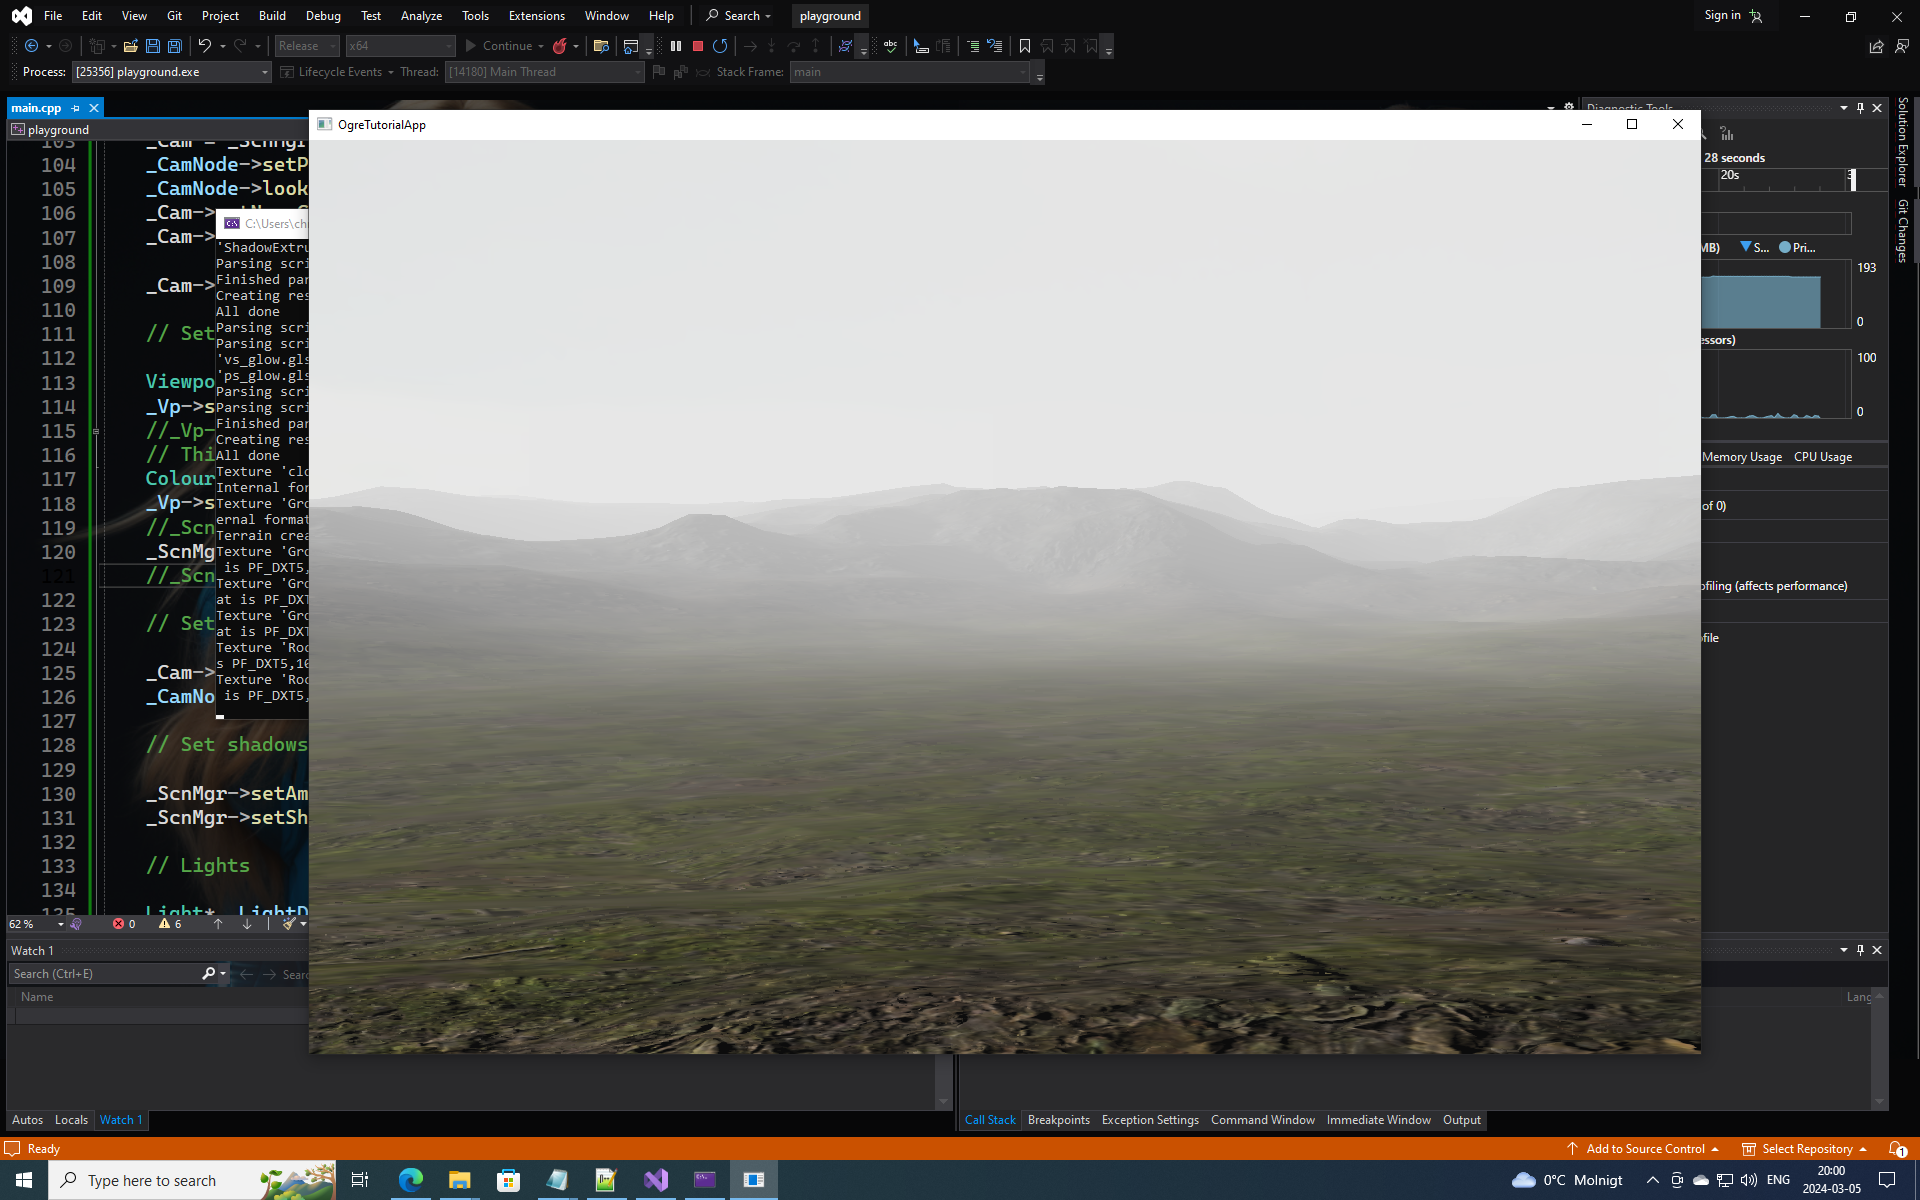 File Edit View Git Project Build Debug Test Analyze Tools Extensions Window Help Search playground Sign in
Release x64 Continue
Process: [25356] playground.exe Lifecycle Events Thread: [14180] Main Thread Stack Frame: main
main.cpp
playground
OgreTutorialApp
Diagnostic Tools
28 seconds
20s
MB) S... Pri...
193
0
essors)
100
0
Memory Usage CPU Usage
of 0)
ofiling (affects performance)
file
Solution Explorer
Git Changes
103 _Cam = _ScnMgr
104 _CamNode->setP
105 _CamNode->look
106 _Cam->
107 _Cam->
108
109 _Cam->
110
111 // Set
112
113 Viewpo
114 _Vp->s
115 //_Vp-
116 // Thi
117 Colour
118 _Vp->s
119 //_Scn
120 _ScnMg
121 //_Scn
122
123 // Set
124
125 _Cam->
126 _CamNo
127
128 // Set shadows
129
130 _ScnMgr->setAm
131 _ScnMgr->setSh
132
133 // Lights
134
135 Light* _LightD
C:\Users\ch
'ShadowExtru
Parsing scri
Finished par
Creating res
All done
Parsing scri
Parsing scri
'vs_glow.gls
'ps_glow.gls
Parsing scri
Parsing scri
Finished par
Creating res
All done
Texture 'clo
Internal for
Texture 'Gro
ernal format
Terrain crea
Texture 'Gro
is PF_DXT5,
Texture 'Gro
at is PF_DXT
Texture 'Gro
at is PF_DXT
Texture 'Roc
s PF_DXT5,10
Texture 'Roc
is PF_DXT5,
62 % 0 6
Watch 1
Search (Ctrl+E) Searc
Name
Lang
Autos Locals Watch 1
Call Stack Breakpoints Exception Settings Command Window Immediate Window Output
Ready Add to Source Control Select Repository 1
Type here to search 0°C Molnigt ENG 20:00
2024-03-05